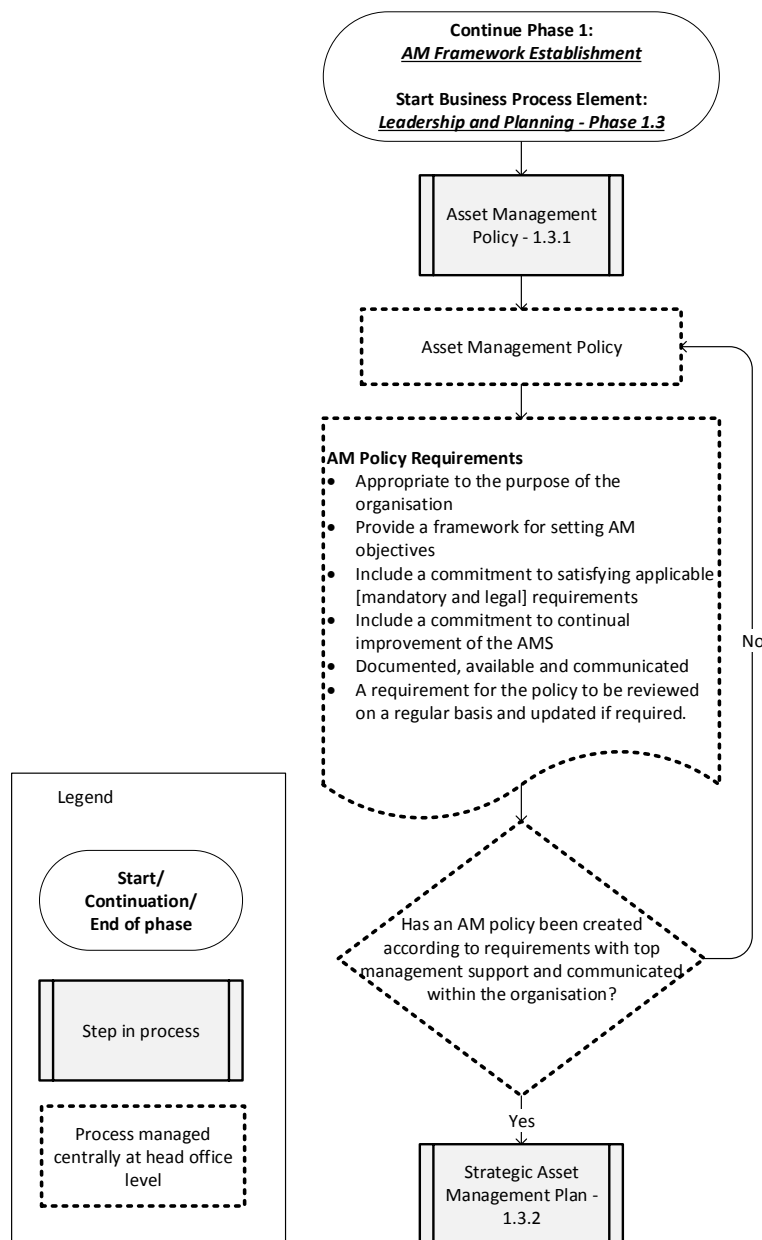 Continue Phase 1:
AM Framework Establishment
Start Business Process Element:
Leadership and Planning - Phase 1.3
Asset Management
Policy - 1.3.1
Asset Management Policy
AM Policy Requirements
• Appropriate to the purpose of the
organisation
• Provide a framework for setting AM
objectives
• Include a commitment to satisfying applicable
[mandatory and legal] requirements
• Include a commitment to continual
improvement of the AMS
• Documented, available and communicated
• A requirement for the policy to be reviewed
on a regular basis and updated if required.
No
Has an AM policy been created
according to requirements with top
management support and communicated
within the organisation?
Yes
Strategic Asset
Management Plan -
1.3.2
Legend
Start/
Continuation/
End of phase
Step in process
Process managed
centrally at head office
level